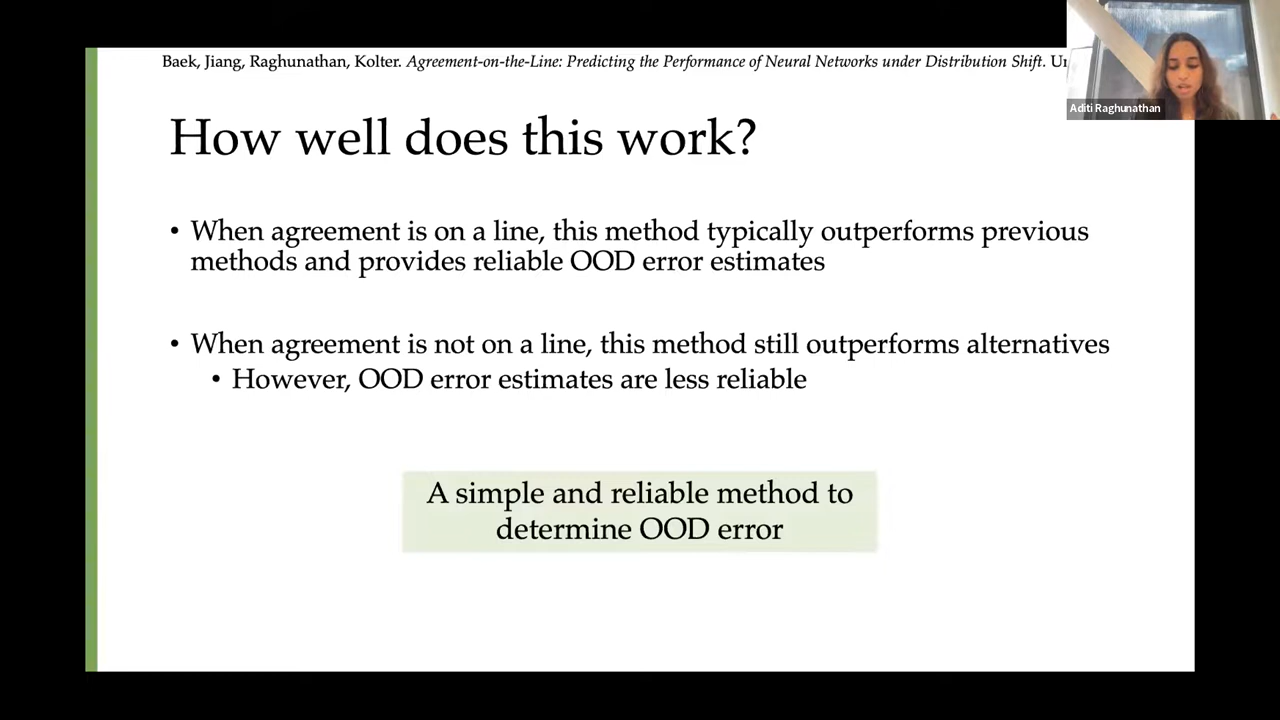 Baek, Jiang, Raghunathan, Kolter. Agreement-on-the-Line: Predicting the Performance of Neural Networks under Distribution Shift.
Aditi Raghunathan
How well does this work?
• When agreement is on a line, this method typically outperforms previous
methods and provides reliable OOD error estimates
• When agreement is not on a line, this method still outperforms alternatives
• However, OOD error estimates are less reliable
A simple and reliable method to
determine OOD error